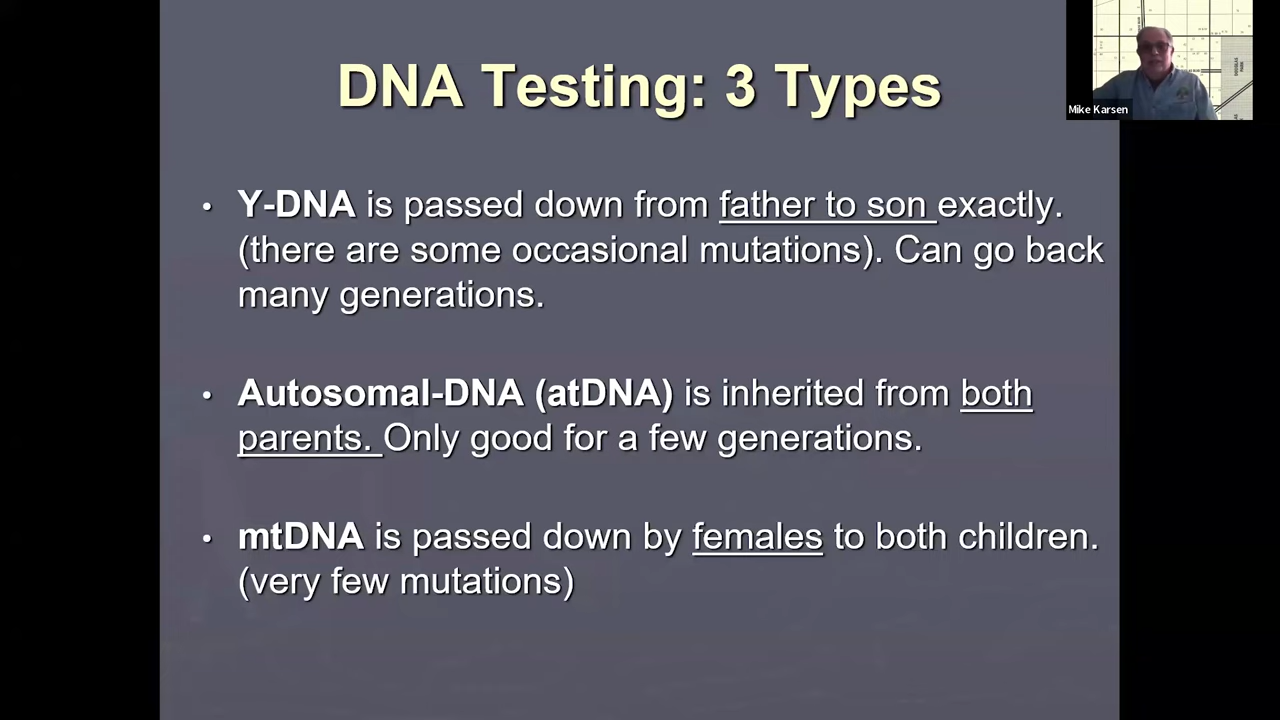 DNA Testing: 3 Types
Mike Karsen
• Y-DNA is passed down from father to son exactly.
(there are some occasional mutations). Can go back
many generations.
• Autosomal-DNA (atDNA) is inherited from both
parents. Only good for a few generations.
• mtDNA is passed down by females to both children.
(very few mutations)